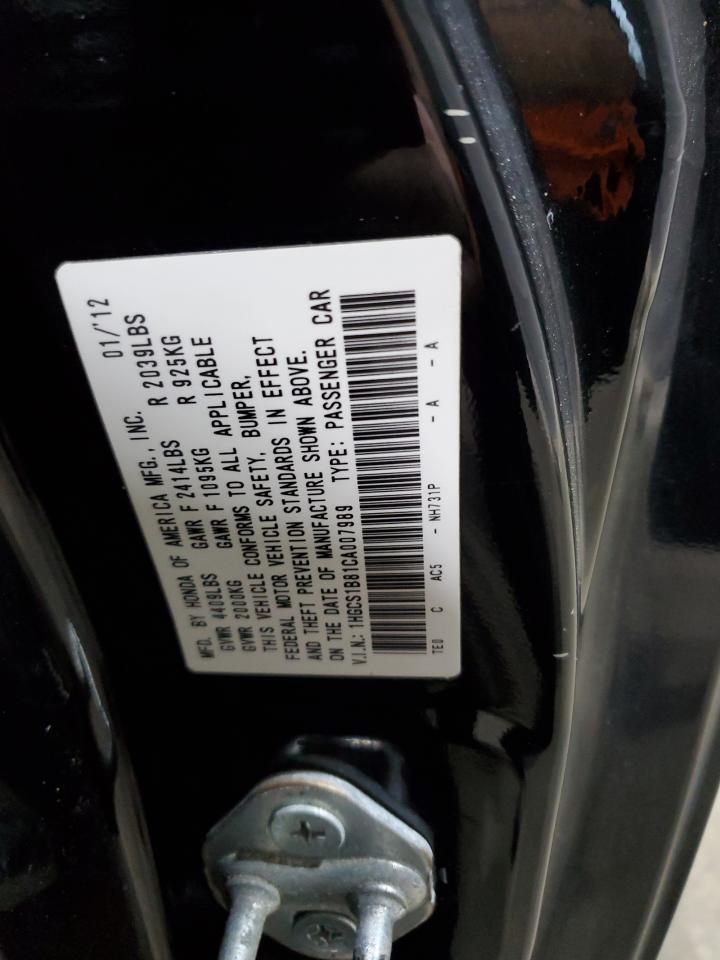 MFD. BY HONDA OF AMERICA MFG., INC. 01/'12
GVWR 4409LBS GAWR F 2414LBS R 2039LBS
GVWR 2000KG GAWR F 1095KG R 925KG
THIS VEHICLE CONFORMS TO ALL APPLICABLE
FEDERAL MOTOR VEHICLE SAFETY, BUMPER,
AND THEFT PREVENTION STANDARDS IN EFFECT
ON THE DATE OF MANUFACTURE SHOWN ABOVE.
V.I.N.: 1HGCS1B81CA007989 TYPE: PASSENGER CAR
TE0 C AC5 - NH731P - A - A